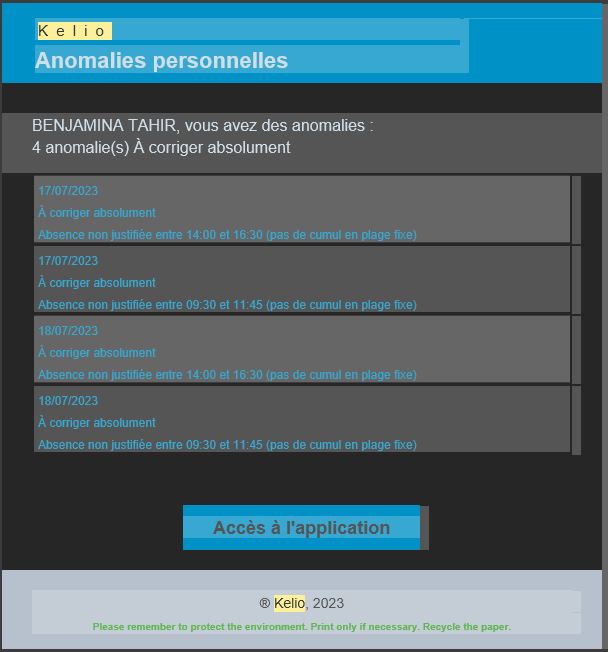 Kelio
Anomalies personnelles
BENJAMINA TAHIR, vous avez des anomalies :
4 anomalie(s) À corriger absolument
17/07/2023
À corriger absolument
Absence non justifiée entre 14:00 et 16:30 (pas de cumul en plage fixe)
17/07/2023
À corriger absolument
Absence non justifiée entre 09:30 et 11:45 (pas de cumul en plage fixe)
18/07/2023
À corriger absolument
Absence non justifiée entre 14:00 et 16:30 (pas de cumul en plage fixe)
18/07/2023
À corriger absolument
Absence non justifiée entre 09:30 et 11:45 (pas de cumul en plage fixe)
Accès à l'application
® Kelio, 2023
Please remember to protect the environment. Print only if necessary. Recycle the paper.